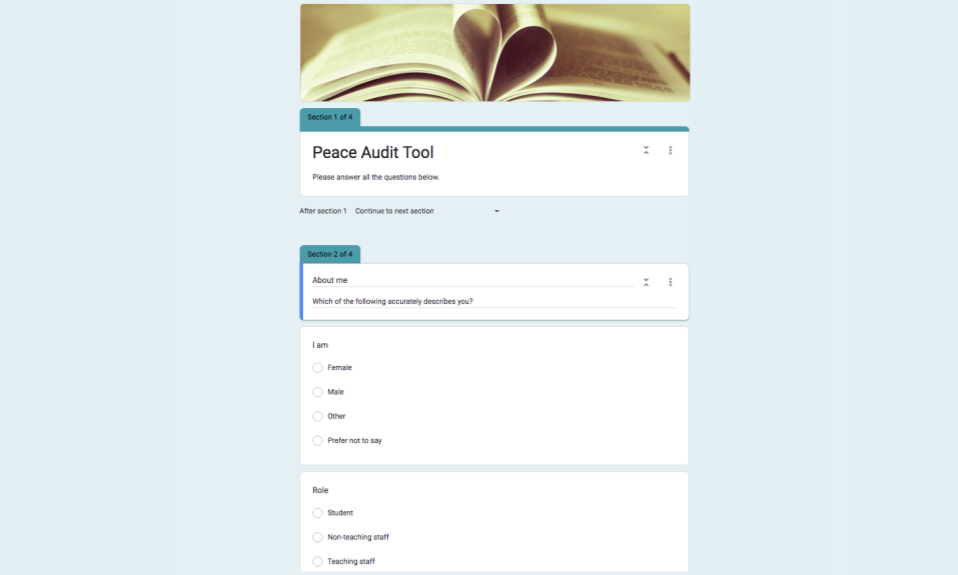 Section 1 of 4
Peace Audit Tool
Please answer all the questions below.
After section 1 Continue to next section
Section 2 of 4
About me
Which of the following accurately describes you?
I am
Female
Male
Other
Prefer not to say
Role
Student
Non-teaching staff
Teaching staff